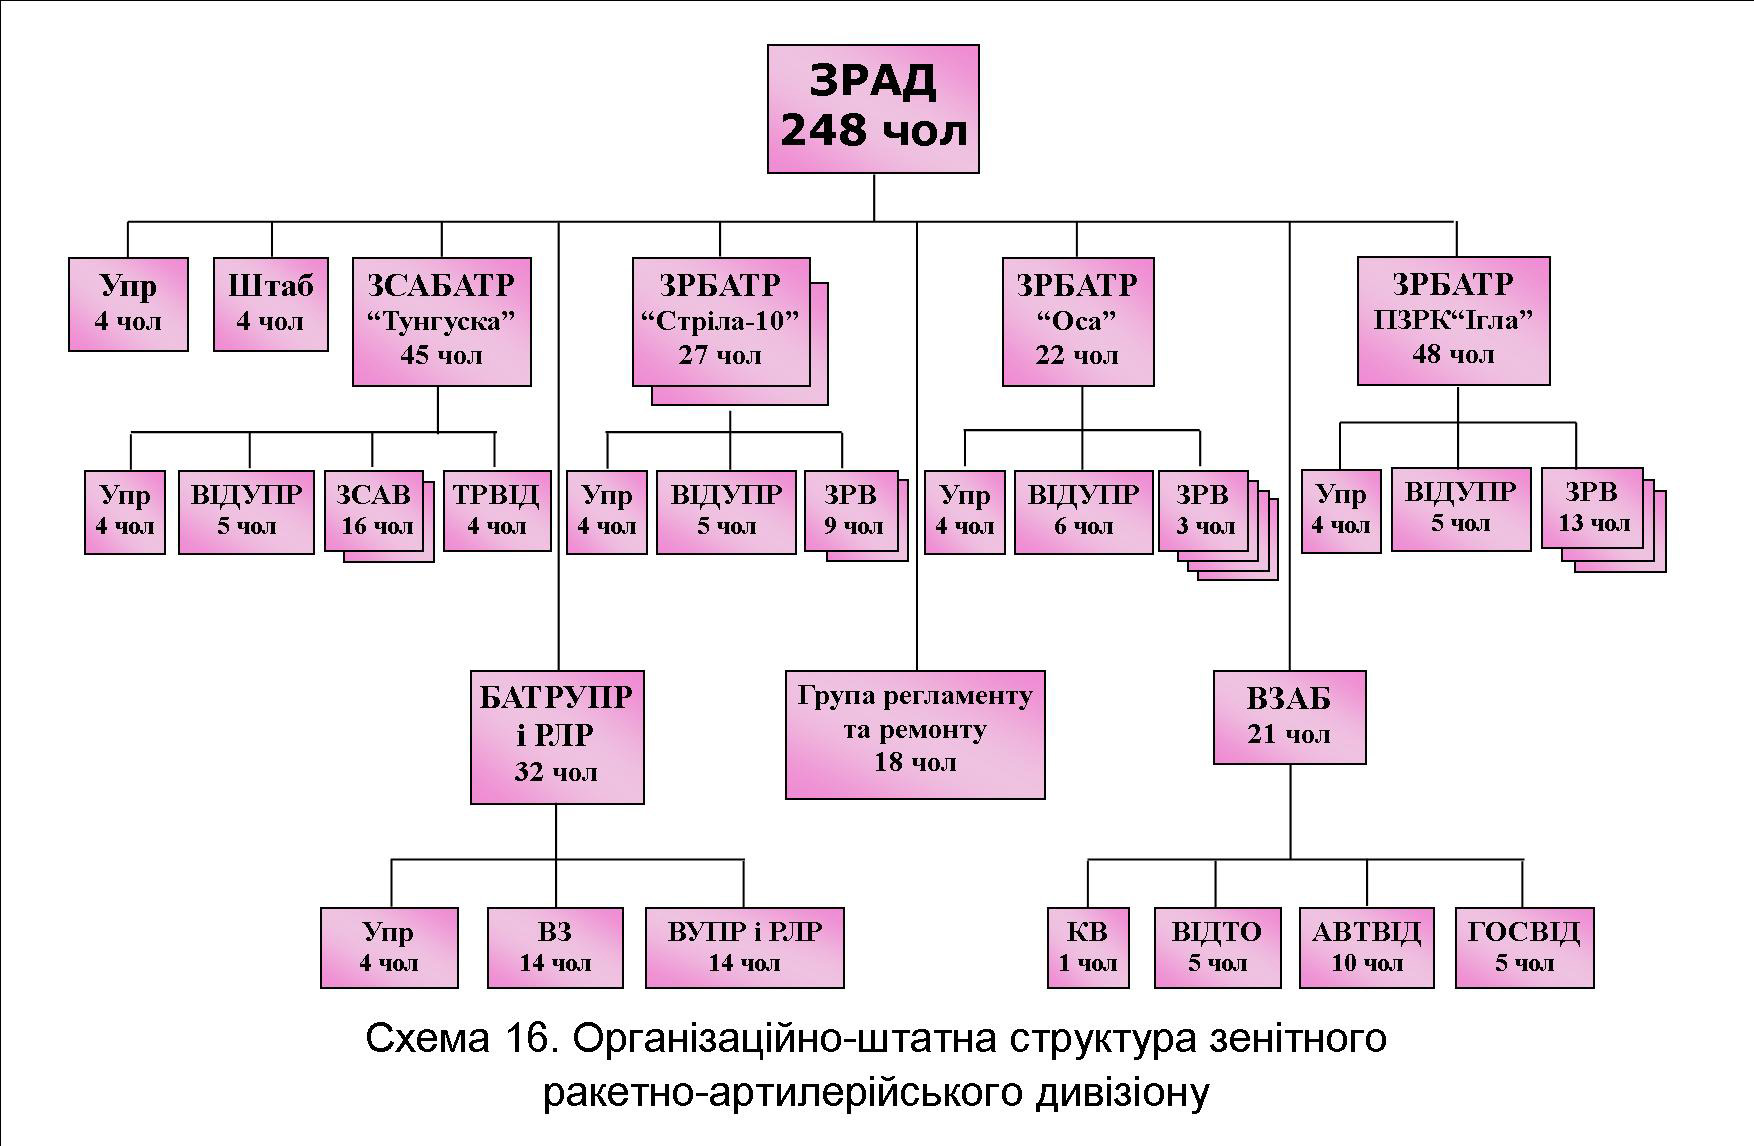 ЗРАД
248 чол
Упр
4 чол
Штаб
4 чол
ЗСАБАТР
“Тунгуска”
45 чол
ЗРБАТР
“Стріла-10”
27 чол
ЗРБАТР
“Оса”
22 чол
ЗРБАТР
ПЗРК“Ігла”
48 чол
Упр
4 чол
ВІДУПР
5 чол
ЗСАВ
16 чол
ТРВІД
4 чол
Упр
4 чол
ВІДУПР
5 чол
ЗРВ
9 чол
Упр
4 чол
ВІДУПР
6 чол
ЗРВ
3 чол
Упр
4 чол
ВІДУПР
5 чол
ЗРВ
13 чол
БАТРУПР
і РЛР
32 чол
Група регламенту
та ремонту
18 чол
ВЗАБ
21 чол
Упр
4 чол
ВЗ
14 чол
ВУПР і РЛР
14 чол
КВ
1 чол
ВІДТО
5 чол
АВТВІД
10 чол
ГОСВІД
5 чол
Схема 16. Організаційно-штатна структура зенітного
ракетно-артилерійського дивізіону